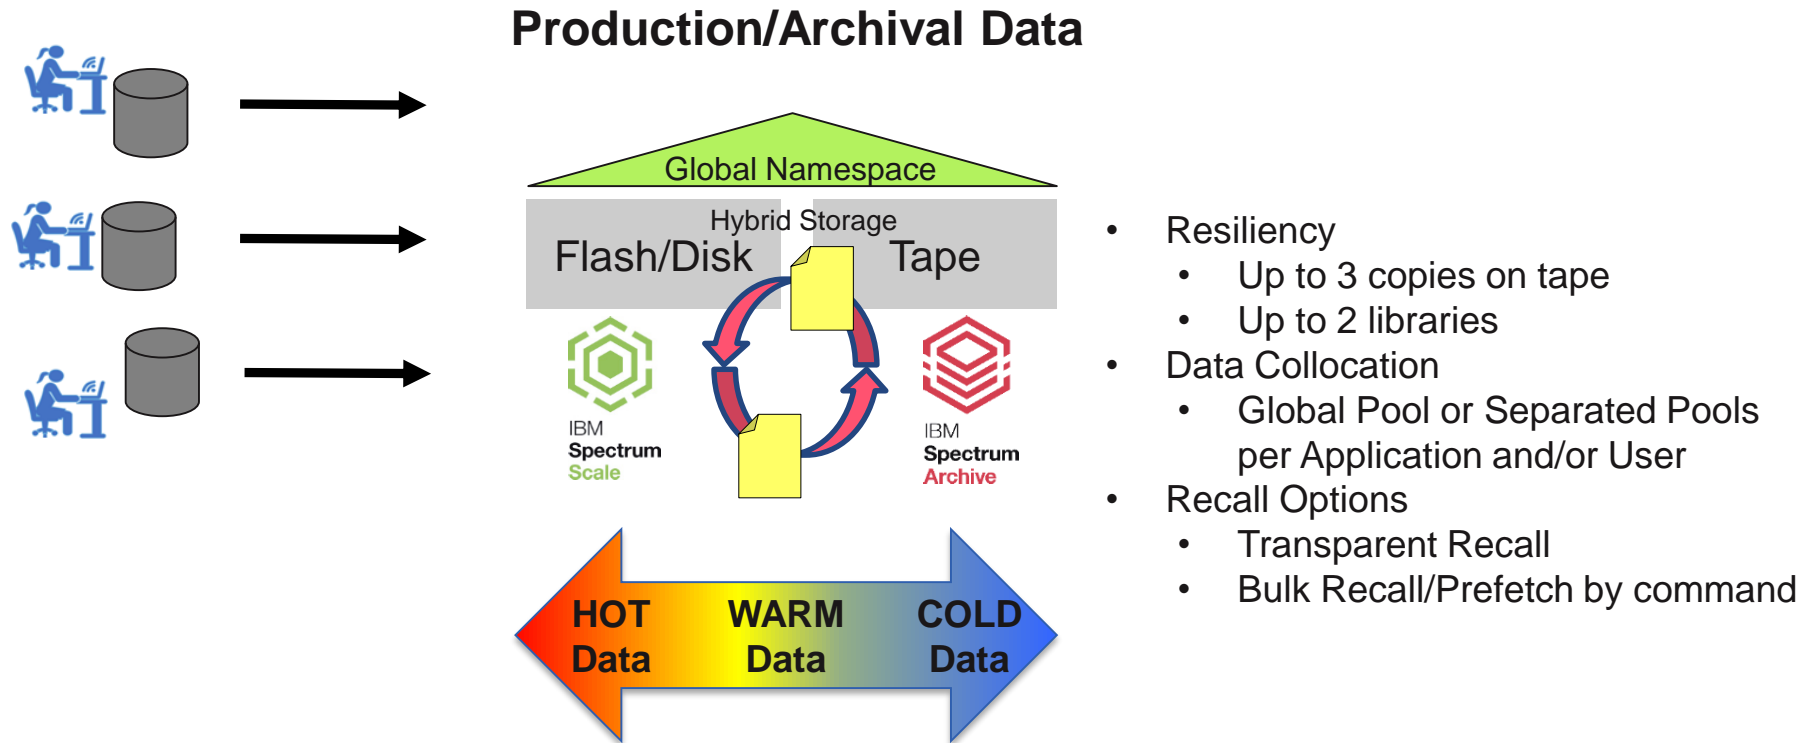 Production/Archival Data
Global Namespace
Hybrid Storage
Flash/Disk
Tape
IBM
Spectrum
Scale
IBM
Spectrum
Archive
HOT
Data
WARM
Data
COLD
Data
• Resiliency
• Up to 3 copies on tape
• Up to 2 libraries
• Data Collocation
• Global Pool or Separated Pools
per Application and/or User
• Recall Options
• Transparent Recall
• Bulk Recall/Prefetch by command